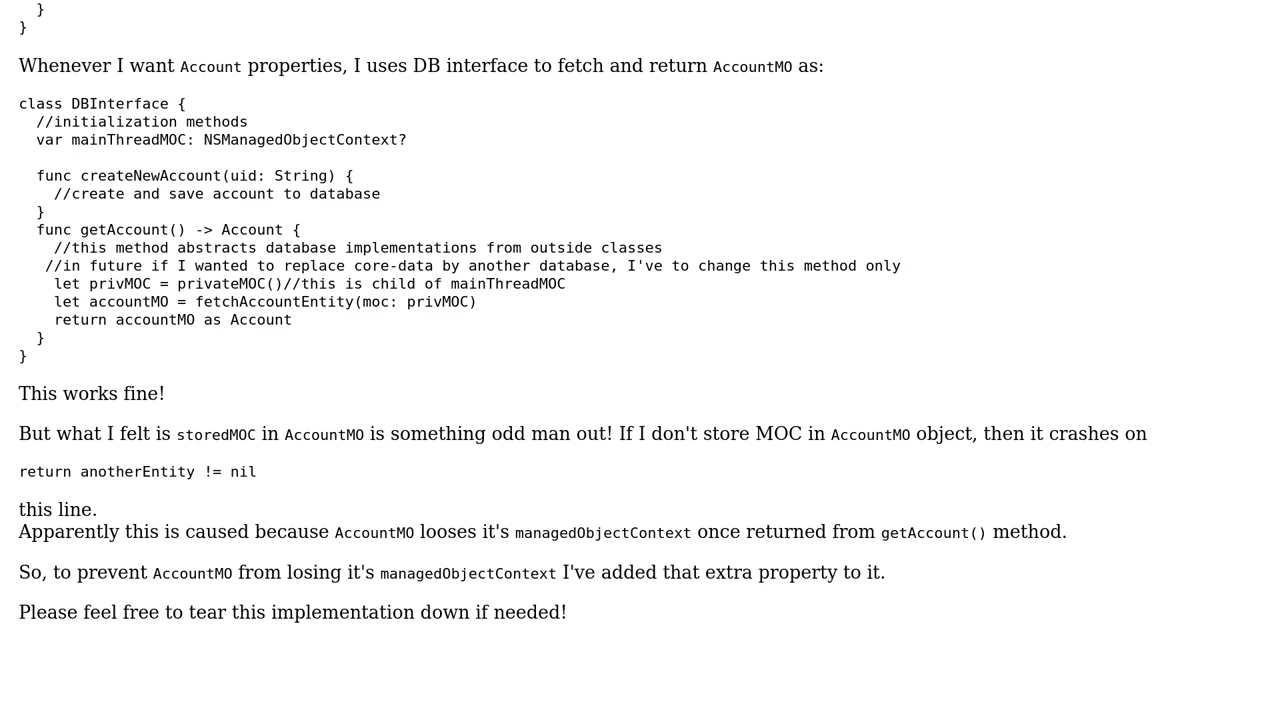 }
}
Whenever I want Account properties, I uses DB interface to fetch and return AccountMO as:
class DBInterface {
  //initialization methods
  var mainThreadMOC: NSManagedObjectContext?

  func createNewAccount(uid: String) {
    //create and save account to database
  }
  func getAccount() -> Account {
    //this method abstracts database implementations from outside classes
   //in future if I wanted to replace core-data by another database, I've to change this method only
    let privMOC = privateMOC()//this is child of mainThreadMOC
    let accountMO = fetchAccountEntity(moc: privMOC)
    return accountMO as Account
  }
}
This works fine!
But what I felt is storedMOC in AccountMO is something odd man out! If I don't store MOC in AccountMO object, then it crashes on
return anotherEntity != nil
this line.
Apparently this is caused because AccountMO looses it's managedObjectContext once returned from getAccount() method.
So, to prevent AccountMO from losing it's managedObjectContext I've added that extra property to it.
Please feel free to tear this implementation down if needed!